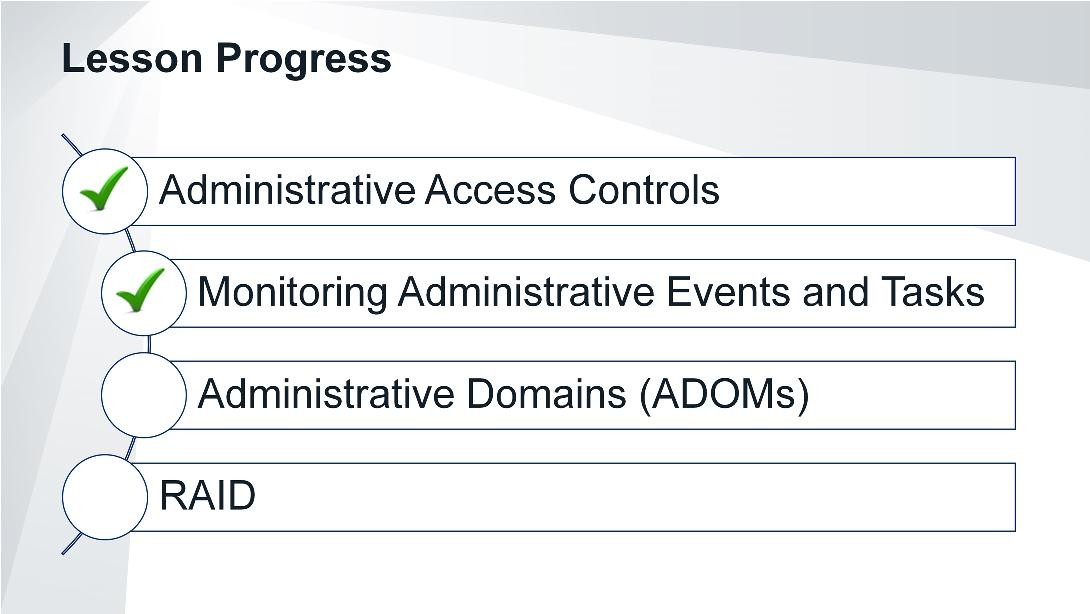 Lesson Progress
Administrative Access Controls
Monitoring Administrative Events and Tasks
Administrative Domains (ADOMs)
RAID